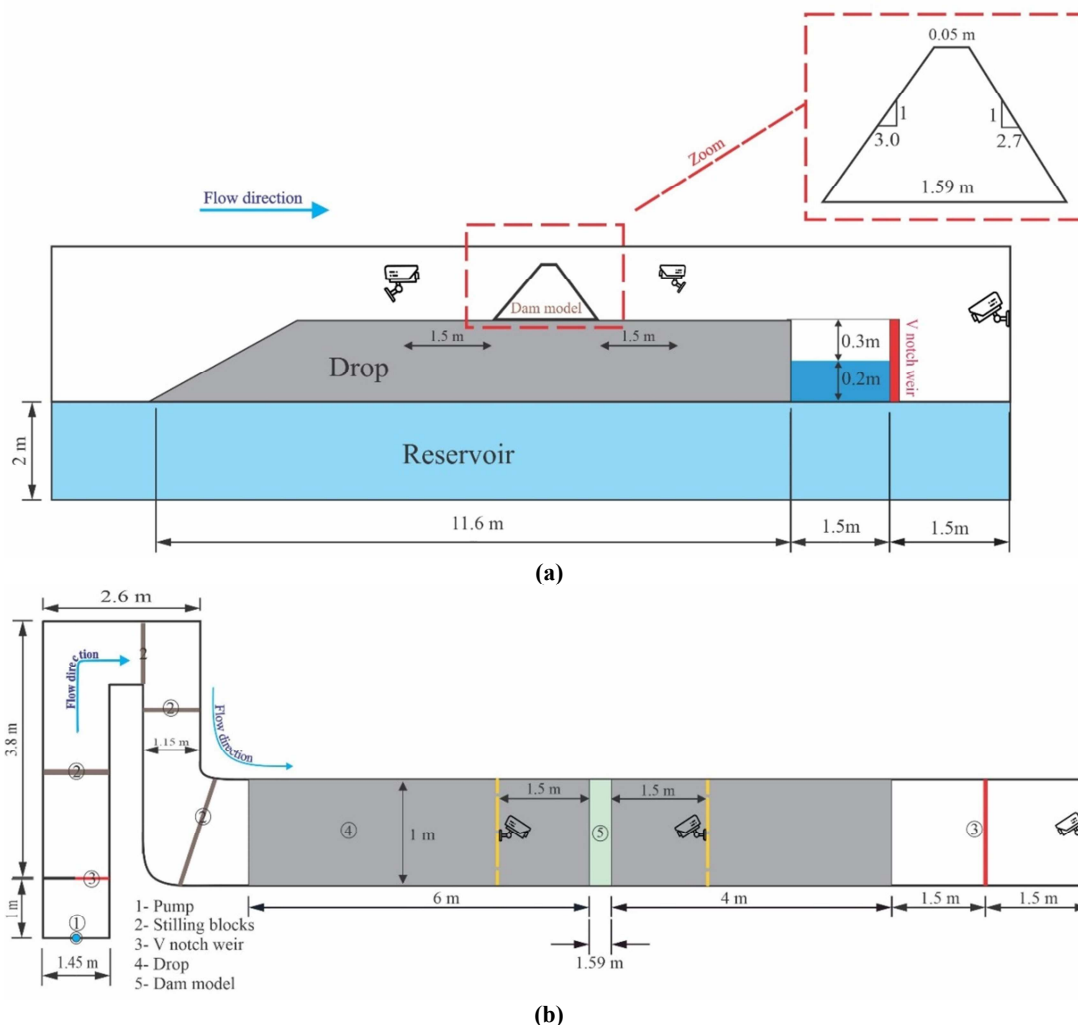 0.05 m
1
3.0
1
2.7
1.59 m
Zoom
Flow direction
Dam model
1.5 m
1.5 m
Drop
0.3m
0.2m
V notch weir
2 m
Reservoir
11.6 m
1.5m
1.5m
(a)
2.6 m
Flow direction
2
②
Flow direction
3.8 m
1.15 m
②
②
1.5 m
1.5 m
④
1 m
⑤
③
③
1 m
6 m
4 m
1.5 m
1.5 m
①
1- Pump
2- Stilling blocks
3- V notch weir
4- Drop
5- Dam model
1.59 m
1.45 m
(b)